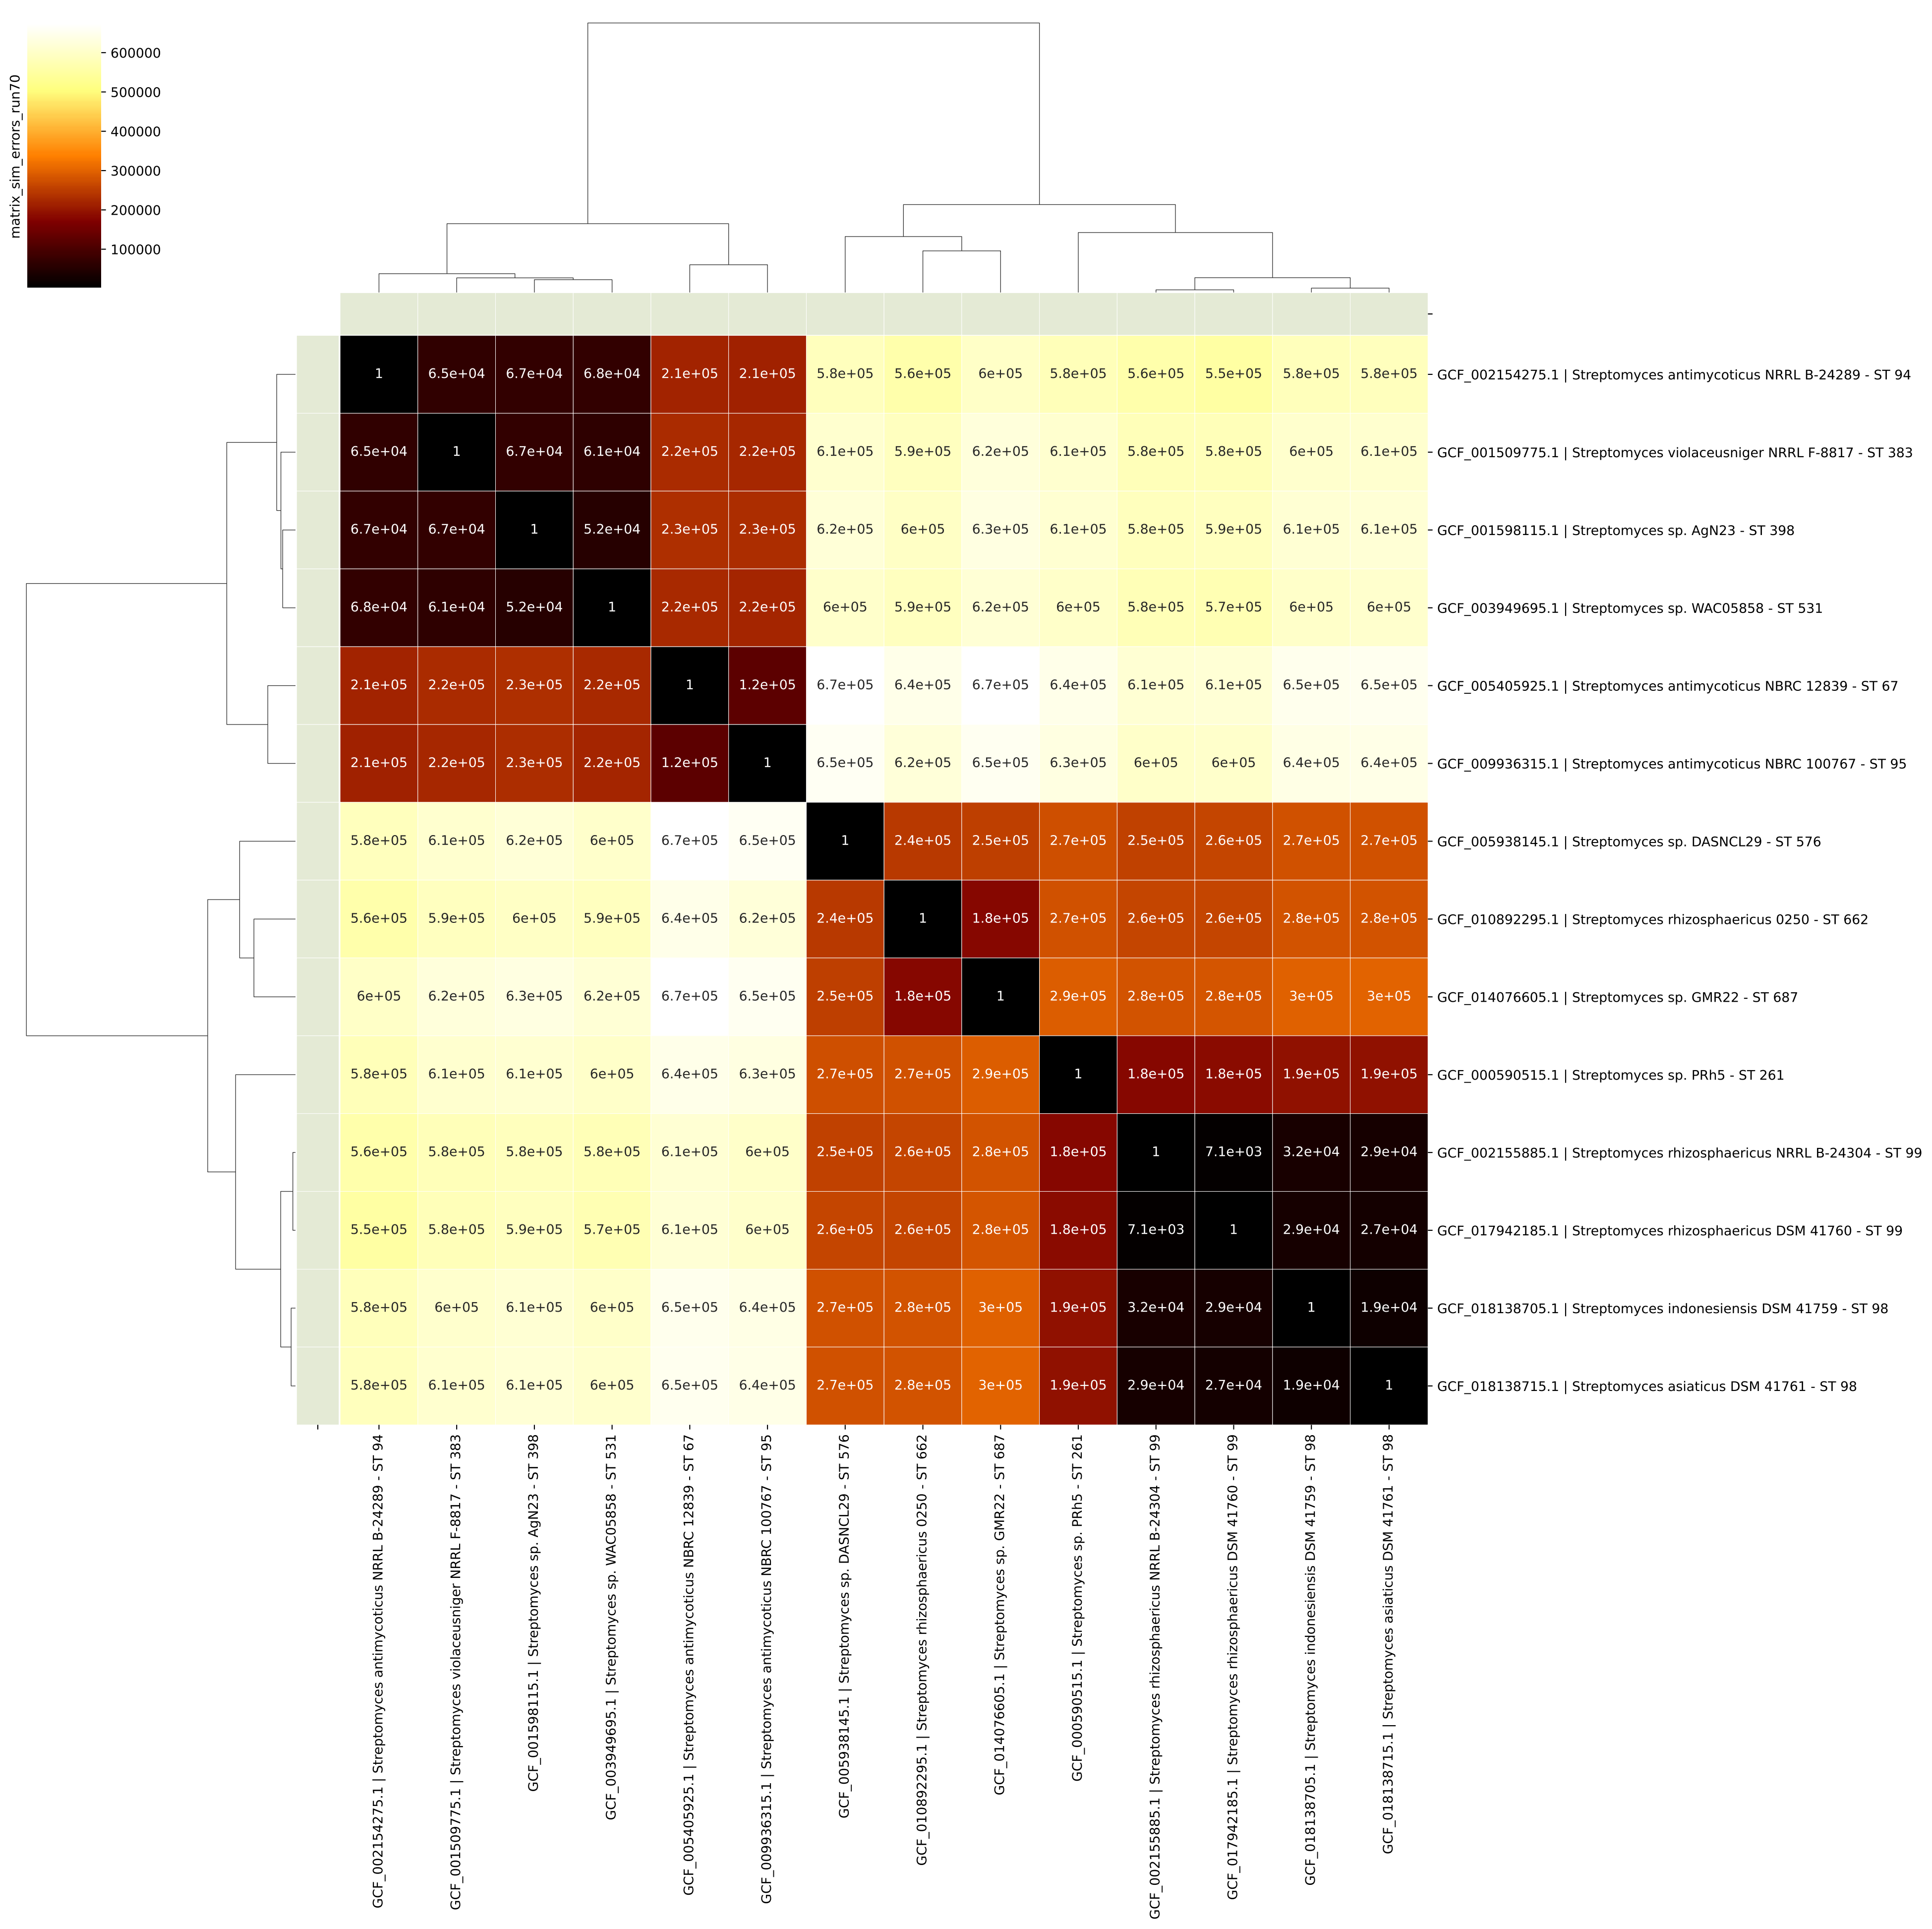 matrix_sim_errors_run70
600000
500000
400000
300000
200000
100000
1 6.5e+04 6.7e+04 6.8e+04 2.1e+05 2.1e+05 5.8e+05 5.6e+05 6e+05 5.8e+05 5.6e+05 5.5e+05 5.8e+05 5.8e+05 GCF_002154275.1 | Streptomyces antimycoticus NRRL B-24289 - ST 94
6.5e+04 1 6.7e+04 6.1e+04 2.2e+05 2.2e+05 6.1e+05 5.9e+05 6.2e+05 6.1e+05 5.8e+05 5.8e+05 6e+05 6.1e+05 GCF_001509775.1 | Streptomyces violaceusniger NRRL F-8817 - ST 383
6.7e+04 6.7e+04 1 5.2e+04 2.3e+05 2.3e+05 6.2e+05 6e+05 6.3e+05 6.1e+05 5.8e+05 5.9e+05 6.1e+05 6.1e+05 GCF_001598115.1 | Streptomyces sp. AgN23 - ST 398
6.8e+04 6.1e+04 5.2e+04 1 2.2e+05 2.2e+05 6e+05 5.9e+05 6.2e+05 6e+05 5.8e+05 5.7e+05 6e+05 6e+05 GCF_003949695.1 | Streptomyces sp. WAC05858 - ST 531
2.1e+05 2.2e+05 2.3e+05 2.2e+05 1 1.2e+05 6.7e+05 6.4e+05 6.7e+05 6.4e+05 6.1e+05 6.1e+05 6.5e+05 6.5e+05 GCF_005405925.1 | Streptomyces antimycoticus NBRC 12839 - ST 67
2.1e+05 2.2e+05 2.3e+05 2.2e+05 1.2e+05 1 6.5e+05 6.2e+05 6.5e+05 6.3e+05 6e+05 6e+05 6.4e+05 6.4e+05 GCF_009936315.1 | Streptomyces antimycoticus NBRC 100767 - ST 95
5.8e+05 6.1e+05 6.2e+05 6e+05 6.7e+05 6.5e+05 1 2.4e+05 2.5e+05 2.7e+05 2.5e+05 2.6e+05 2.7e+05 2.7e+05 GCF_005938145.1 | Streptomyces sp. DASNCL29 - ST 576
5.6e+05 5.9e+05 6e+05 5.9e+05 6.4e+05 6.2e+05 2.4e+05 1 1.8e+05 2.7e+05 2.6e+05 2.6e+05 2.8e+05 2.8e+05 GCF_010892295.1 | Streptomyces rhizosphaericus 0250 - ST 662
6e+05 6.2e+05 6.3e+05 6.2e+05 6.7e+05 6.5e+05 2.5e+05 1.8e+05 1 2.9e+05 2.8e+05 2.8e+05 3e+05 3e+05 GCF_014076605.1 | Streptomyces sp. GMR22 - ST 687
5.8e+05 6.1e+05 6.1e+05 6e+05 6.4e+05 6.3e+05 2.7e+05 2.7e+05 2.9e+05 1 1.8e+05 1.8e+05 1.9e+05 1.9e+05 GCF_000590515.1 | Streptomyces sp. PRh5 - ST 261
5.6e+05 5.8e+05 5.8e+05 5.8e+05 6.1e+05 6e+05 2.5e+05 2.6e+05 2.8e+05 1.8e+05 1 7.1e+03 3.2e+04 2.9e+04 GCF_002155885.1 | Streptomyces rhizosphaericus NRRL B-24304 - ST 99
5.5e+05 5.8e+05 5.9e+05 5.7e+05 6.1e+05 6e+05 2.6e+05 2.6e+05 2.8e+05 1.8e+05 7.1e+03 1 2.9e+04 2.7e+04 GCF_017942185.1 | Streptomyces rhizosphaericus DSM 41760 - ST 99
5.8e+05 6e+05 6.1e+05 6e+05 6.5e+05 6.4e+05 2.7e+05 2.8e+05 3e+05 1.9e+05 3.2e+04 2.9e+04 1 1.9e+04 GCF_018138705.1 | Streptomyces indonesiensis DSM 41759 - ST 98
5.8e+05 6.1e+05 6.1e+05 6e+05 6.5e+05 6.4e+05 2.7e+05 2.8e+05 3e+05 1.9e+05 2.9e+04 2.7e+04 1.9e+04 1 GCF_018138715.1 | Streptomyces asiaticus DSM 41761 - ST 98
GCF_002154275.1 | Streptomyces antimycoticus NRRL B-24289 - ST 94
GCF_001509775.1 | Streptomyces violaceusniger NRRL F-8817 - ST 383
GCF_001598115.1 | Streptomyces sp. AgN23 - ST 398
GCF_003949695.1 | Streptomyces sp. WAC05858 - ST 531
GCF_005405925.1 | Streptomyces antimycoticus NBRC 12839 - ST 67
GCF_009936315.1 | Streptomyces antimycoticus NBRC 100767 - ST 95
GCF_005938145.1 | Streptomyces sp. DASNCL29 - ST 576
GCF_010892295.1 | Streptomyces rhizosphaericus 0250 - ST 662
GCF_014076605.1 | Streptomyces sp. GMR22 - ST 687
GCF_000590515.1 | Streptomyces sp. PRh5 - ST 261
GCF_002155885.1 | Streptomyces rhizosphaericus NRRL B-24304 - ST 99
GCF_017942185.1 | Streptomyces rhizosphaericus DSM 41760 - ST 99
GCF_018138705.1 | Streptomyces indonesiensis DSM 41759 - ST 98
GCF_018138715.1 | Streptomyces asiaticus DSM 41761 - ST 98